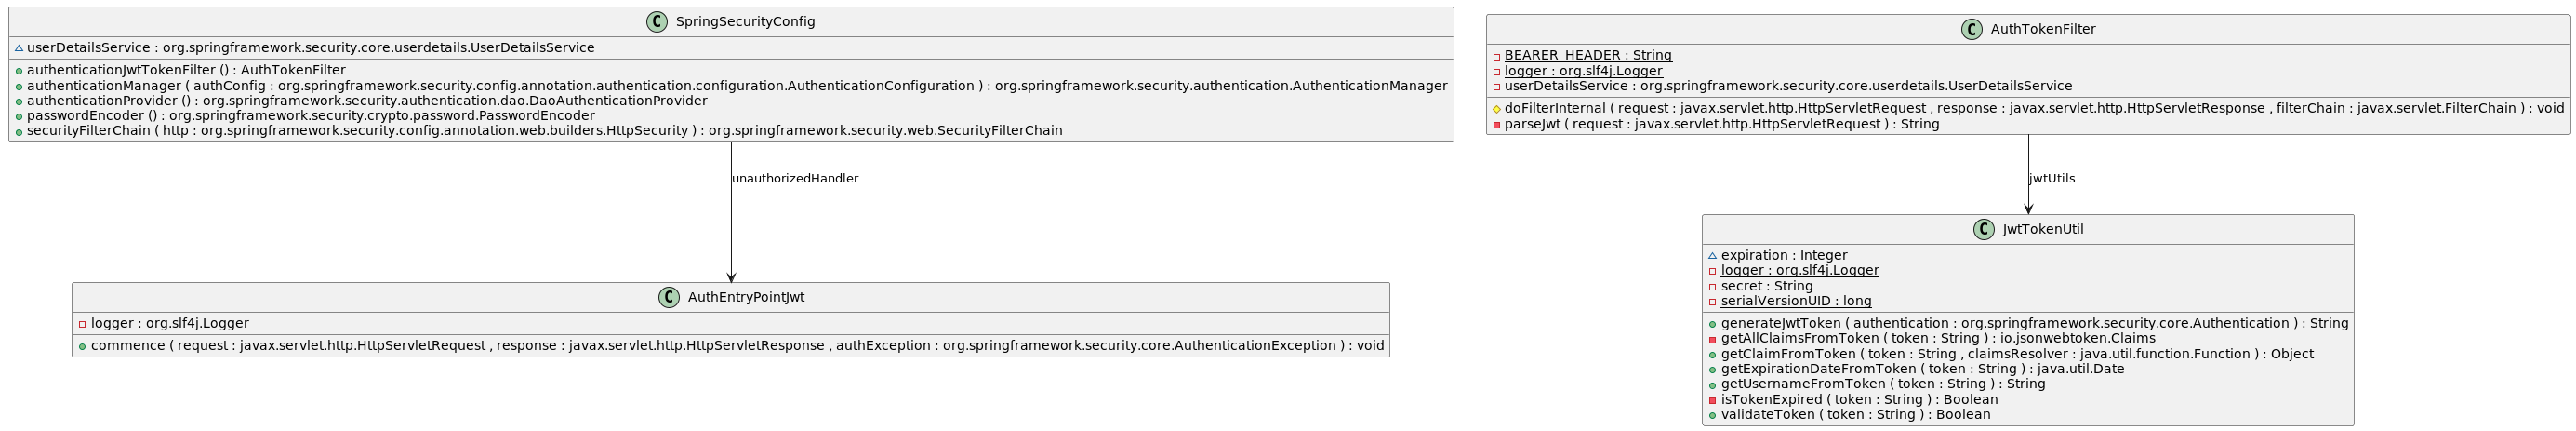 SpringSecurityConfig
userDetailsService : org.springframework.security.core.userdetails.UserDetailsService
authenticationJwtTokenFilter () : AuthTokenFilter
authenticationManager ( authConfig : org.springframework.security.config.annotation.authentication.configuration.AuthenticationConfiguration ) : org.springframework.security.authentication.AuthenticationManager
authenticationProvider () : org.springframework.security.authentication.dao.DaoAuthenticationProvider
passwordEncoder () : org.springframework.security.crypto.password.PasswordEncoder
securityFilterChain ( http : org.springframework.security.config.annotation.web.builders.HttpSecurity ) : org.springframework.security.web.SecurityFilterChain
unauthorizedHandler
AuthEntryPointJwt
logger : org.slf4j.Logger
commence ( request : javax.servlet.http.HttpServletRequest , response : javax.servlet.http.HttpServletResponse , authException : org.springframework.security.core.AuthenticationException ) : void
AuthTokenFilter
BEARER_HEADER : String
logger : org.slf4j.Logger
userDetailsService : org.springframework.security.core.userdetails.UserDetailsService
doFilterInternal ( request : javax.servlet.http.HttpServletRequest , response : javax.servlet.http.HttpServletResponse , filterChain : javax.servlet.FilterChain ) : void
parseJwt ( request : javax.servlet.http.HttpServletRequest ) : String
jwtUtils
JwtTokenUtil
expiration : Integer
logger : org.slf4j.Logger
secret : String
serialVersionUID : long
generateJwtToken ( authentication : org.springframework.security.core.Authentication ) : String
getAllClaimsFromToken ( token : String ) : io.jsonwebtoken.Claims
getClaimFromToken ( token : String , claimsResolver : java.util.function.Function ) : Object
getExpirationDateFromToken ( token : String ) : java.util.Date
getUsernameFromToken ( token : String ) : String
isTokenExpired ( token : String ) : Boolean
validateToken ( token : String ) : Boolean